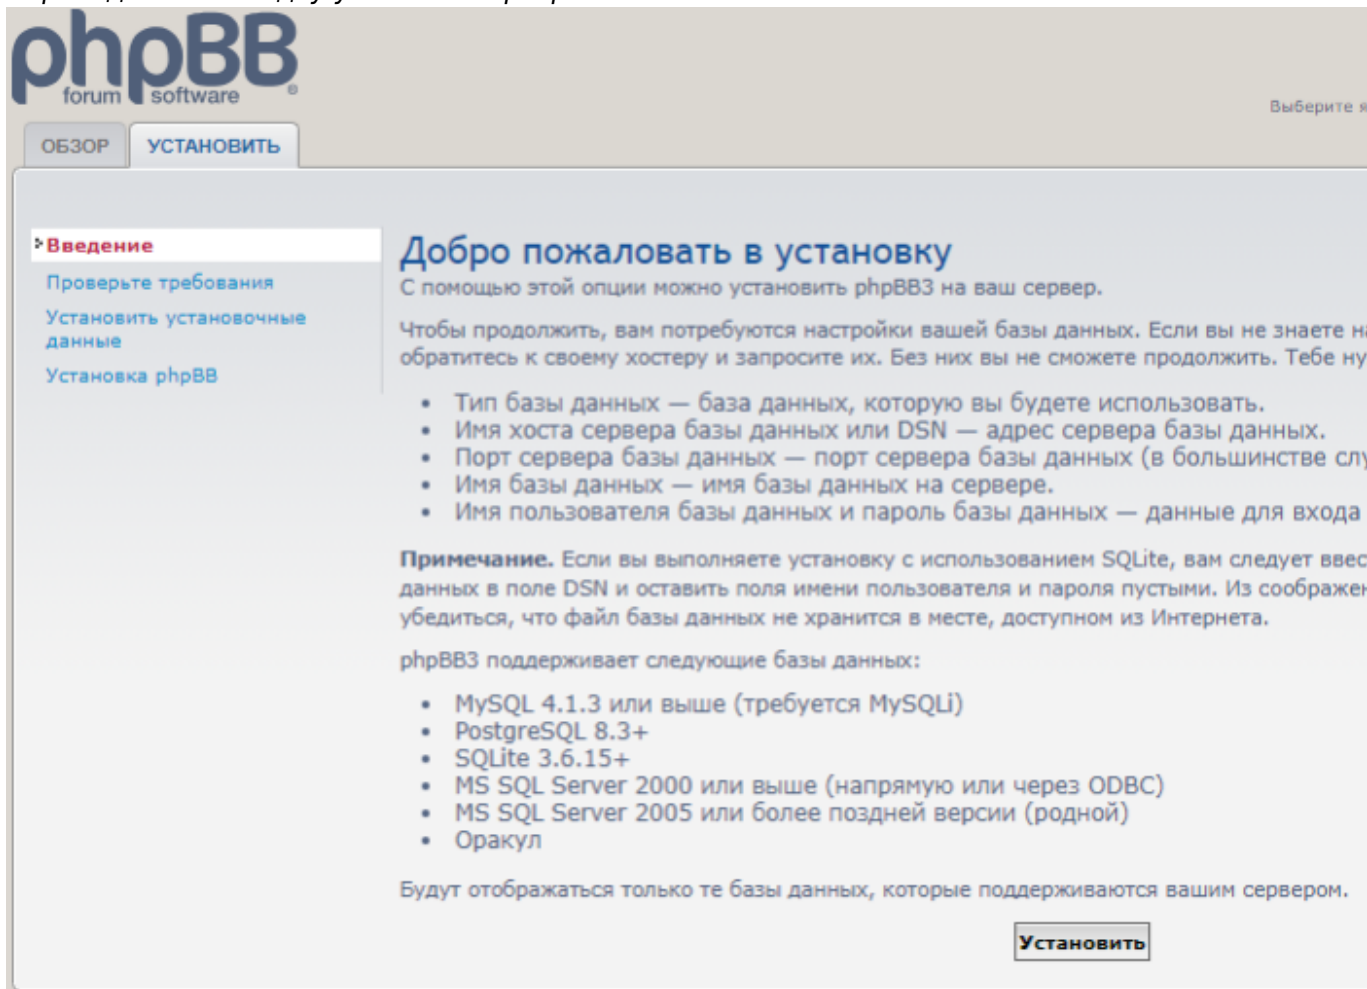 phpBB
forum software ®
Выберите
ОБЗОР
УСТАНОВИТЬ
Введение
Проверьте требования
Установить установочные
данные
Установка phpBB
Добро пожаловать в установку
С помощью этой опции можно установить phpBB3 на ваш сервер.
Чтобы продолжить, вам потребуются настройки вашей базы данных. Если вы не знаете
обратитесь к своему хостеру и запросите их. Без них вы не сможете продолжить. Тебе
• Тип базы данных — база данных, которую вы будете использовать.
• Имя хоста сервера базы данных или DSN — адрес сервера базы данных.
• Порт сервера базы данных — порт сервера базы данных (в большинстве
• Имя базы данных — имя базы данных на сервере.
• Имя пользователя базы данных и пароль базы данных — данные для входа
Примечание. Если вы выполняете установку с использованием SQLite, вам следует
данных в поле DSN и оставить поля имени пользователя и пароля пустыми. Из
убедиться, что файл базы данных не хранится в месте, доступном из Интернета.
phpBB3 поддерживает следующие базы данных:
• MySQL 4.1.3 или выше (требуется MySQLi)
• PostgreSQL 8.3+
• SQLite 3.6.15+
• MS SQL Server 2000 или выше (напрямую или через ODBC)
• MS SQL Server 2005 или более поздней версии (родной)
• Оракул
Будут отображаться только те базы данных, которые поддерживаются вашим сервером.
Установить